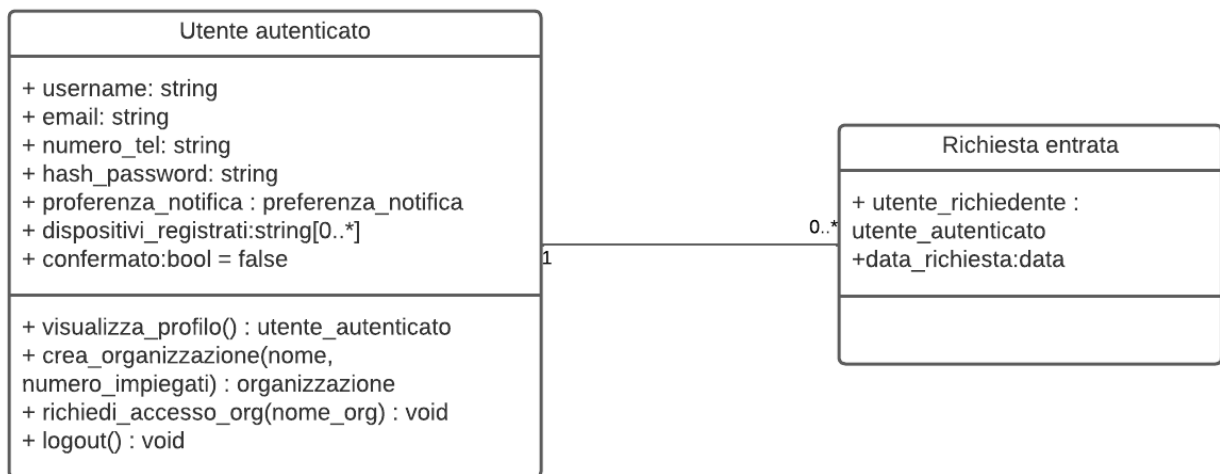 Utente autenticato
+ username: string
+ email: string
+ numero_tel: string
+ hash_password: string
+ proferenza_notifica : preferenza_notifica
+ dispositivi_registrati:string[0..*]
+ confermato:bool = false
+ visualizza_profilo() : utente_autenticato
+ crea_organizzazione(nome,
numero_impiegati) : organizzazione
+ richiedi_accesso_org(nome_org) : void
+ logout() : void
1
0..*
Richiesta entrata
+ utente_richiedente :
utente_autenticato
+data_richiesta:data